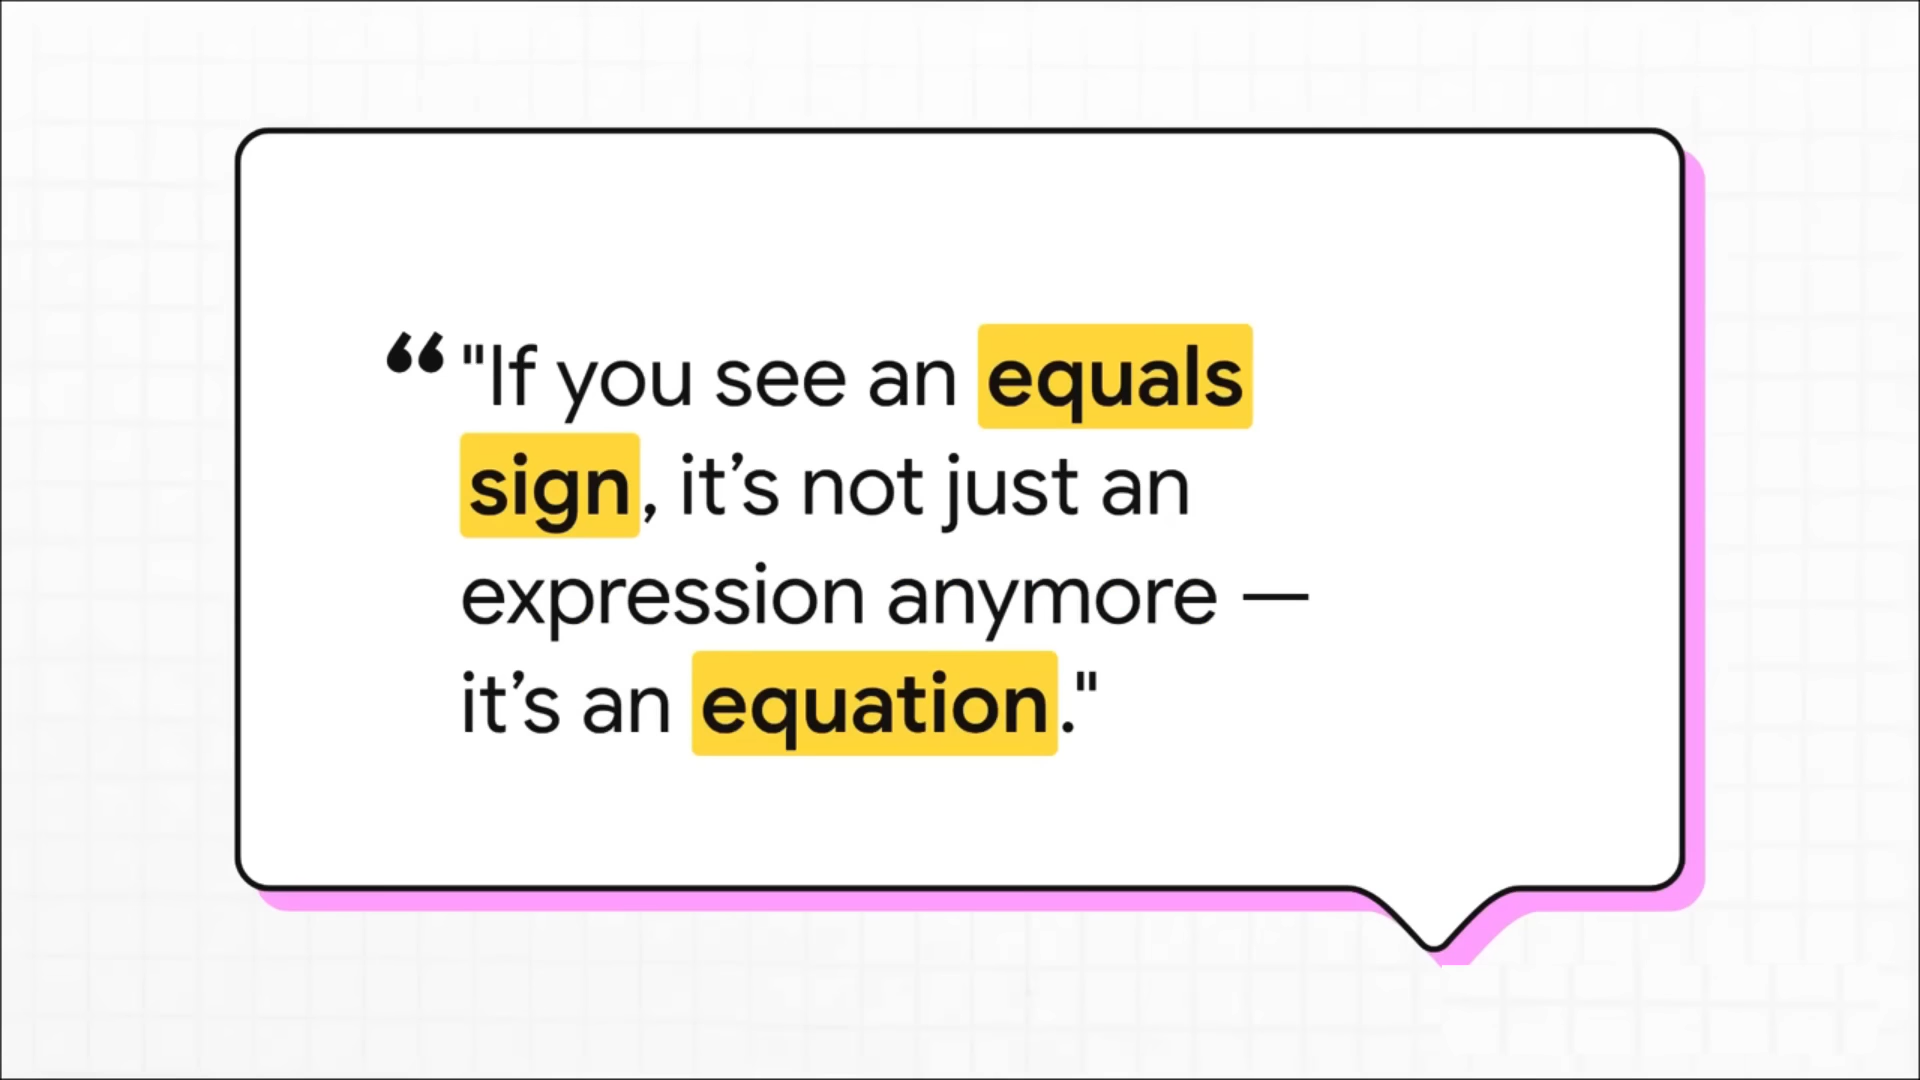 “ "If you see an equals
sign, it’s not just an
expression anymore —
it’s an equation."